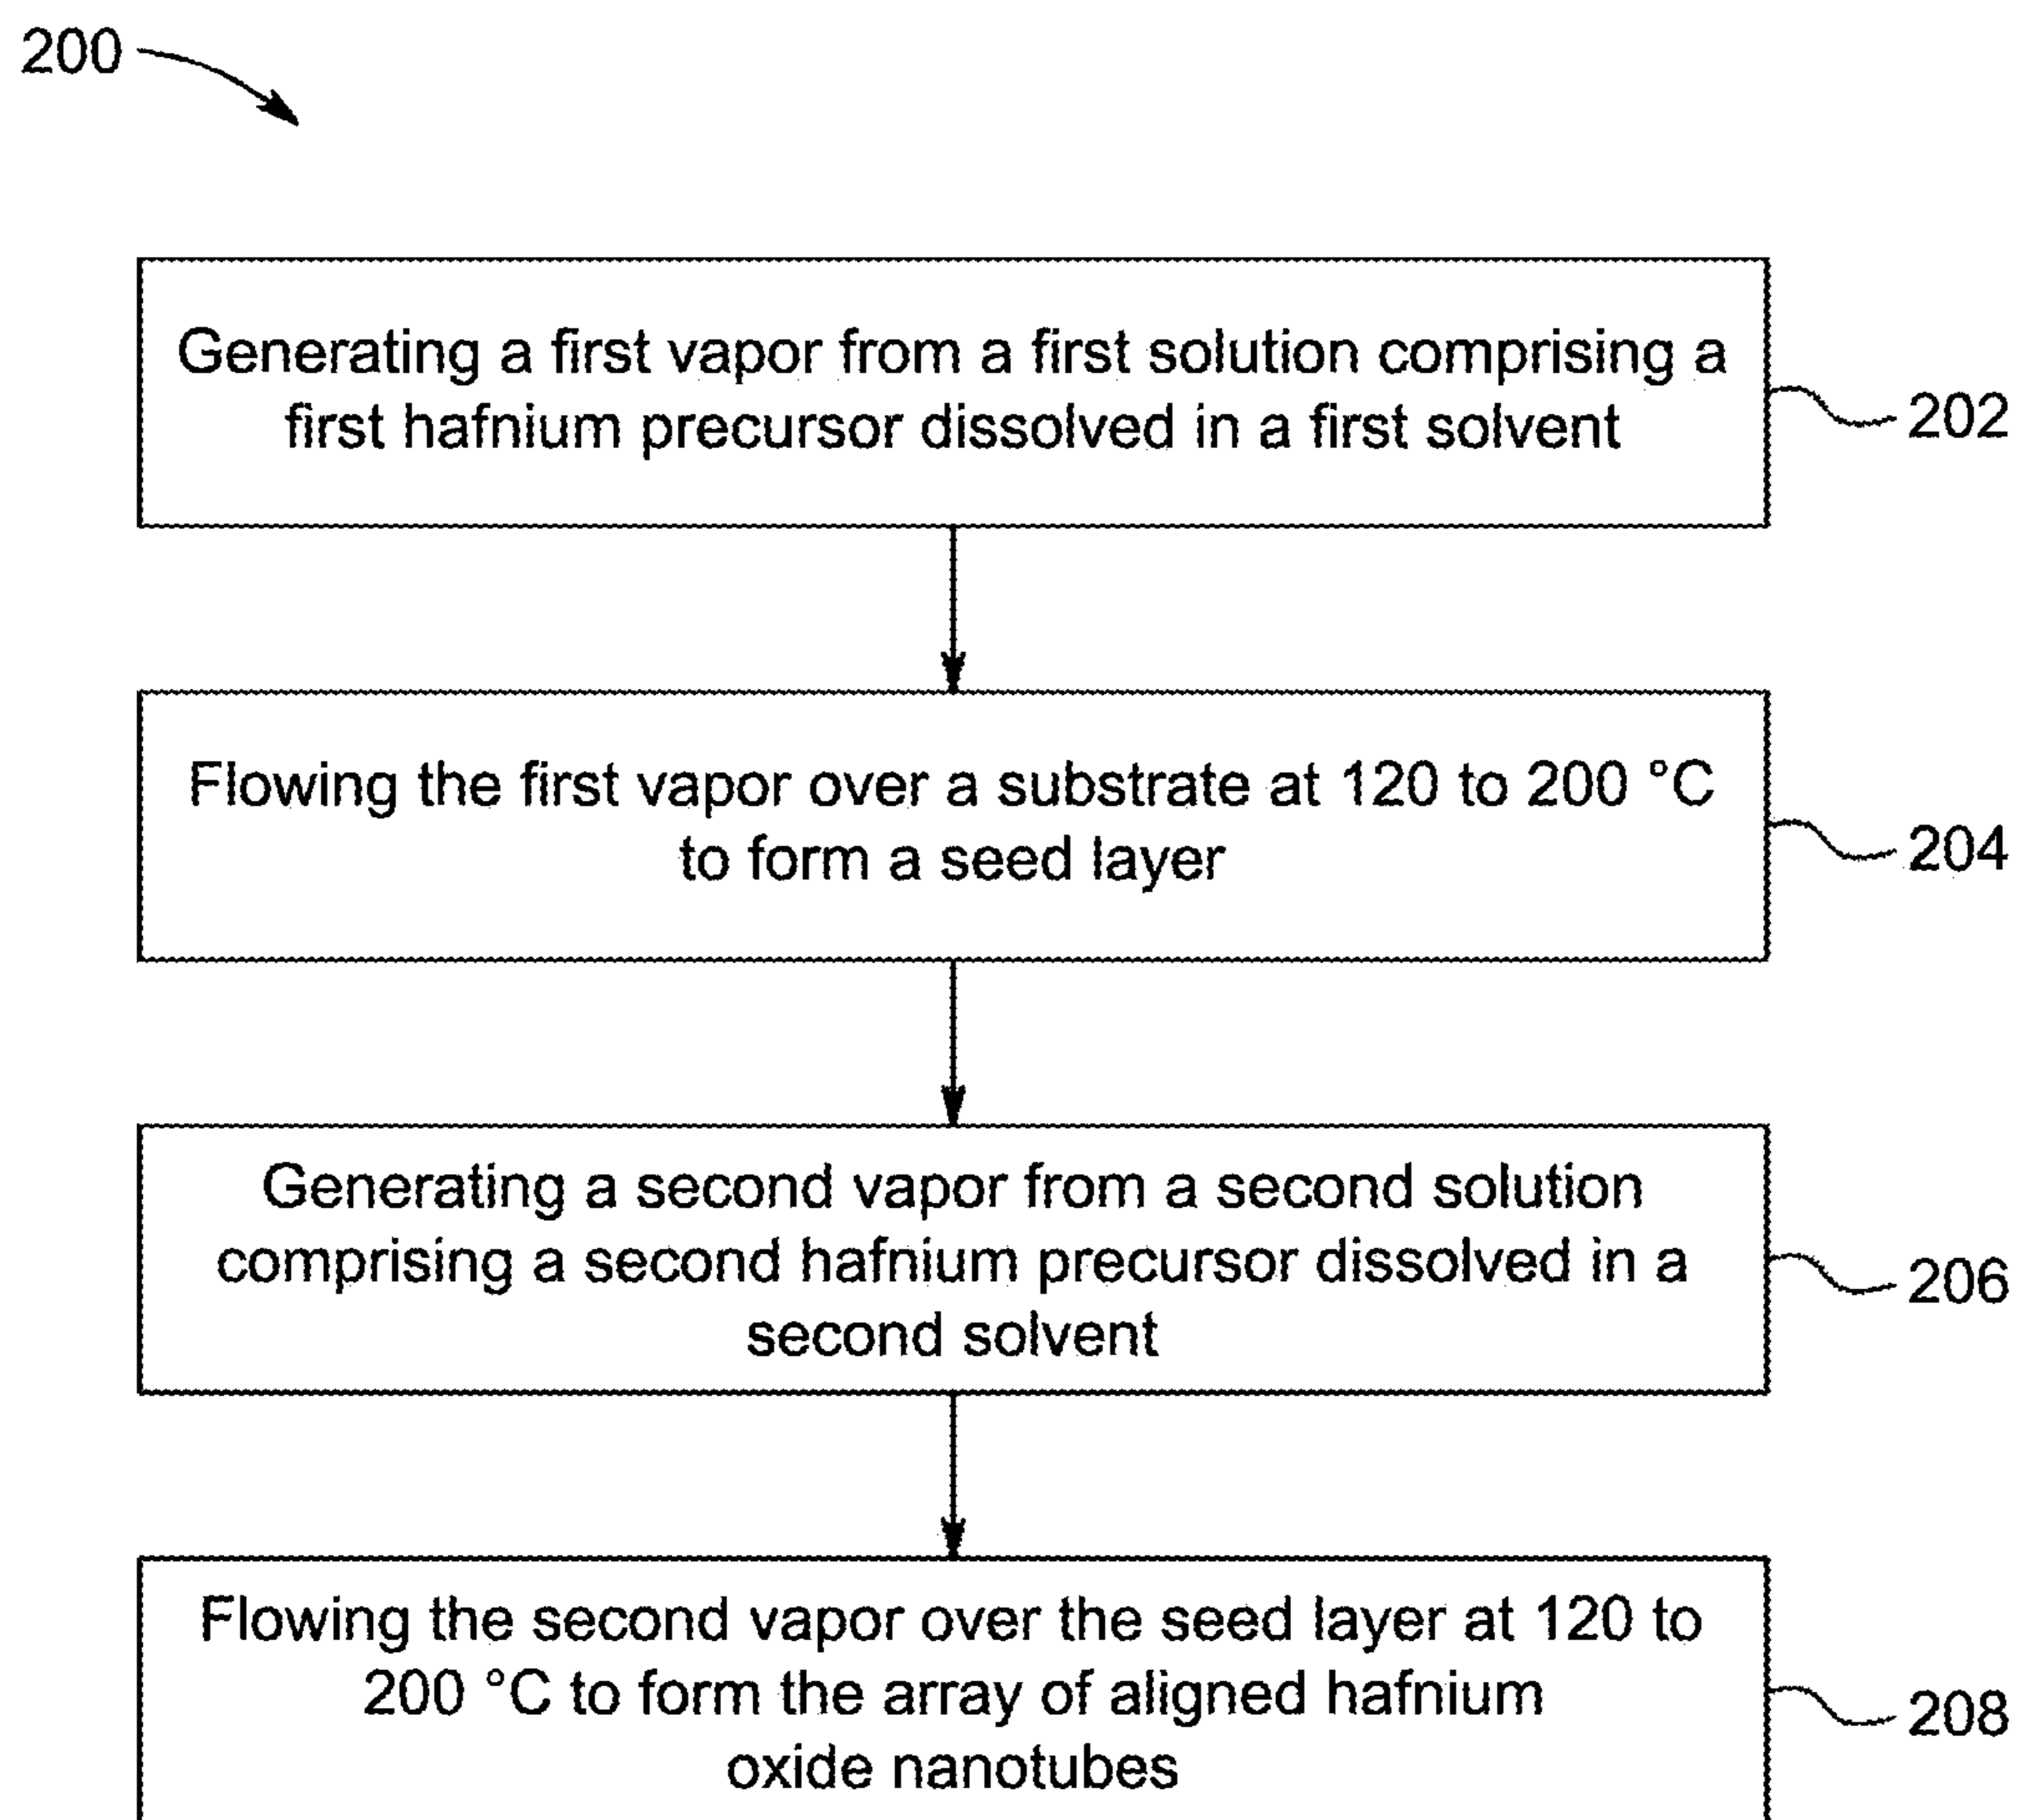 200
Generating a first vapor from a first solution comprising a
first hafnium precursor dissolved in a first solvent
202
Flowing the first vapor over a substrate at 120 to 200 °C
to form a seed layer
204
Generating a second vapor from a second solution
comprising a second hafnium precursor dissolved in a
second solvent
206
Flowing the second vapor over the seed layer at 120 to
200 °C to form the array of aligned hafnium
oxide nanotubes
208